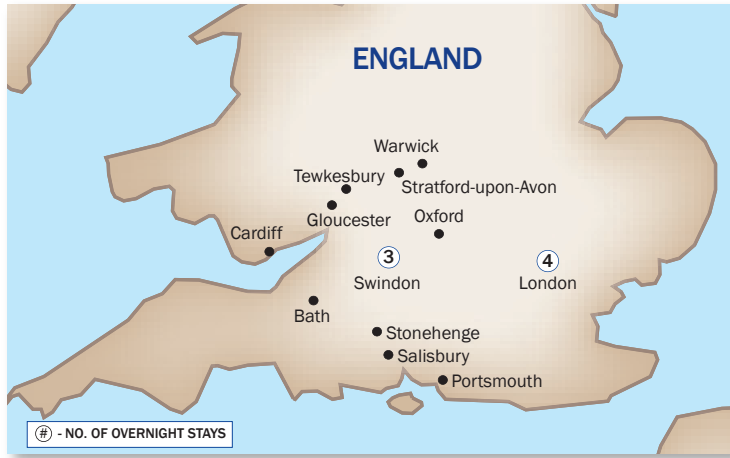 ENGLAND
Warwick
Tewkesbury
Stratford-upon-Avon
Gloucester
Oxford
Cardiff
3
4
Swindon
London
Bath
Stonehenge
Salisbury
Portsmouth
# - NO. OF OVERNIGHT STAYS